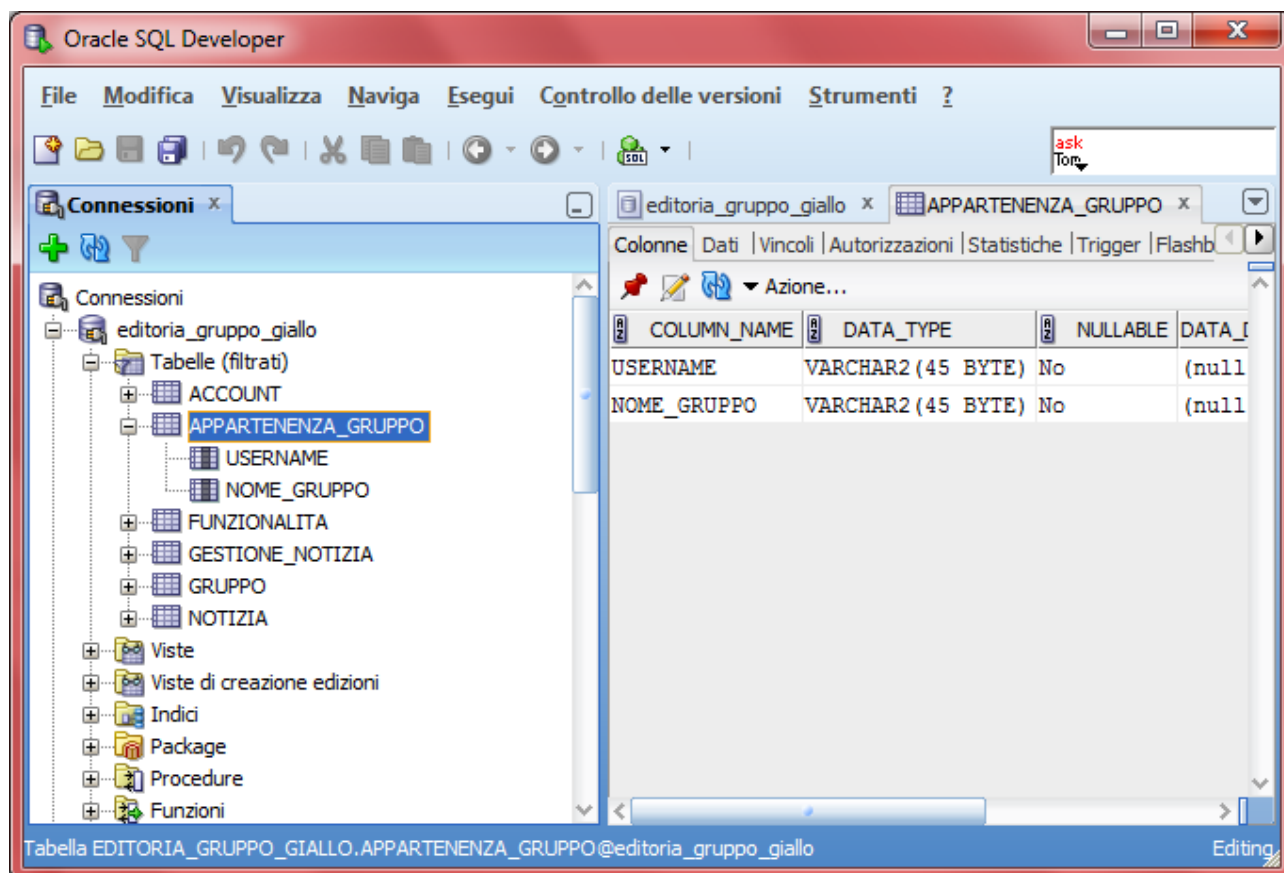 Oracle SQL Developer
File Modifica Visualizza Naviga Esegui Controllo delle versioni Strumenti ?
SQL
ask
Tom
Connessioni x
Connessioni
editoria_gruppo_giallo
Tabelle (filtrati)
ACCOUNT
APPARTENENZA_GRUPPO
USERNAME
NOME_GRUPPO
FUNZIONALITA
GESTIONE_NOTIZIA
GRUPPO
NOTIZIA
Viste
Viste di creazione edizioni
Indici
Package
Procedure
Funzioni
editoria_gruppo_giallo x APPARTENENZA_GRUPPO x
Colonne Dati | Vincoli | Autorizzazioni | Statistiche | Trigger | Flashb
Azione...
COLUMN_NAME DATA_TYPE NULLABLE DATA_D
USERNAME VARCHAR2(45 BYTE) No (null
NOME_GRUPPO VARCHAR2(45 BYTE) No (null
Tabella EDITORIA_GRUPPO_GIALLO.APPARTENENZA_GRUPPO@editoria_gruppo_giallo Editing